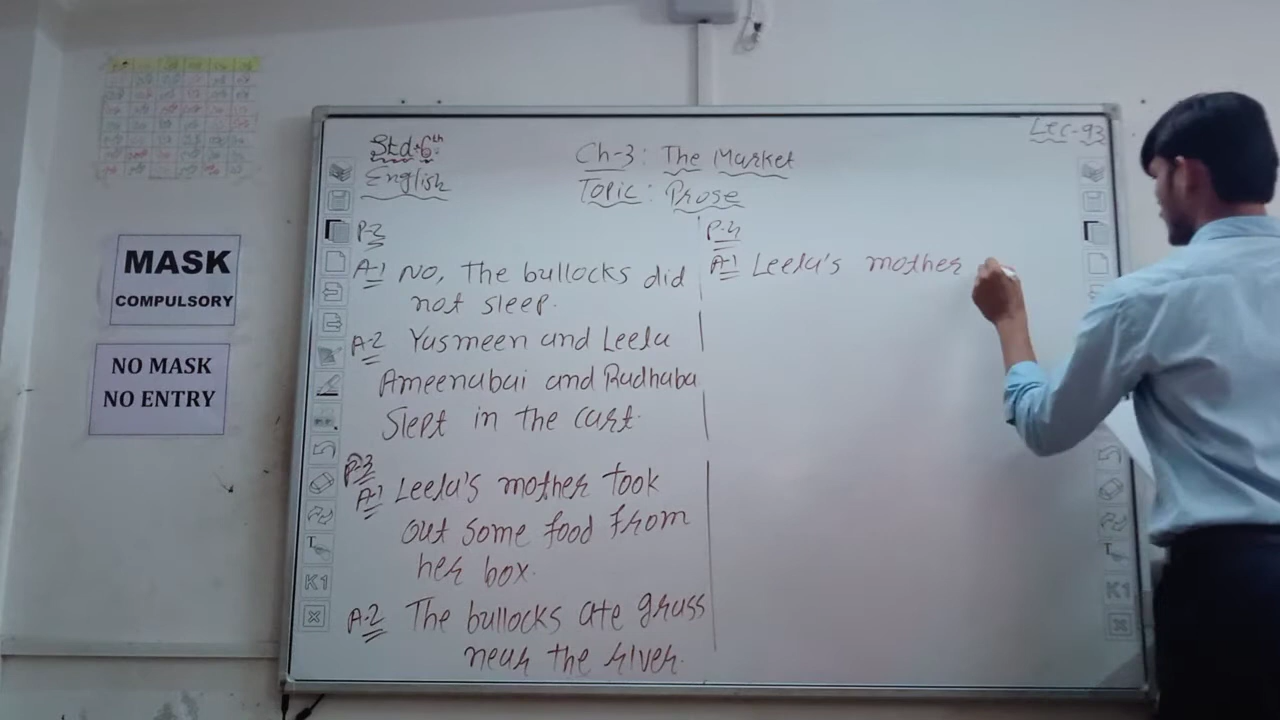 Std:6th
English
Ch-3: The Market
Topic: Prose
Lec-93
MASK
COMPULSORY
NO MASK
NO ENTRY
P-2
A-1 No, The bullocks did
not sleep.
A-2 Yasmeen and Leela
Ameenabai and Radhaba
Slept in the cart.
P-3
A-1 Leela's mother took
out some food from
her box.
A-2 The bullocks ate grass
near the river.
P-4
A-1 Leela's mother
T
K1
T
K1